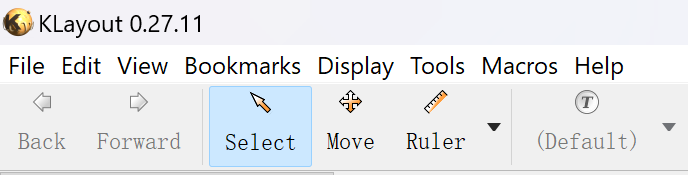 KLayout 0.27.11
File Edit View Bookmarks Display Tools Macros Help
Back Forward Select Move Ruler (Default)